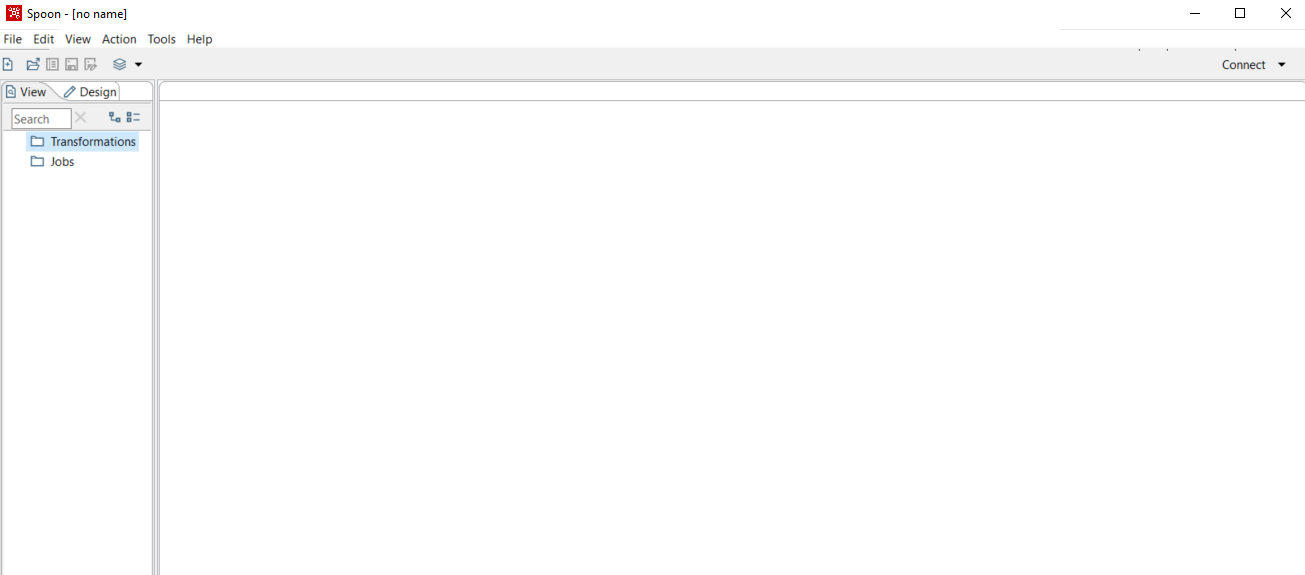 Spoon - [no name]
File Edit View Action Tools Help
Connect
View Design
Search
Transformations
Jobs